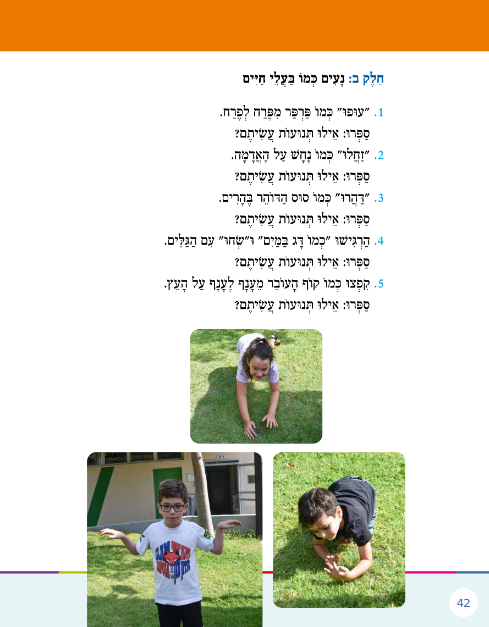 חֵלֶק ב: נָעִים כְּמוֹ בַּעֲלֵי חַיִּים
1. "עוּפוּ" כְּמוֹ פַּרְפַּר מִפֶּרַח לְפֶרַח.
סַפְּרוּ: אֵילוּ תְּנוּעוֹת עֲשִׂיתֶם?
2. "זַחֲלוּ" כְּמוֹ נָחָשׁ עַל הָאֲדָמָה.
סַפְּרוּ: אֵילוּ תְּנוּעוֹת עֲשִׂיתֶם?
3. "דַּהֲרוּ" כְּמוֹ סוּס הַדּוֹהֵר בֶּהָרִים.
סַפְּרוּ: אֵילוּ תְּנוּעוֹת עֲשִׂיתֶם?
4. הַרְגִּישׁוּ "כְּמוֹ דָּג בַּמַּיִם" וּ"שְׂחוּ" עִם הַגַּלִּים.
סַפְּרוּ: אֵילוּ תְּנוּעוֹת עֲשִׂיתֶם?
5. קִפְצוּ כְּמוֹ קוֹף הָעוֹבֵר מֵעָנָף לְעָנָף עַל הָעֵץ.
סַפְּרוּ: אֵילוּ תְּנוּעוֹת עֲשִׂיתֶם?
42